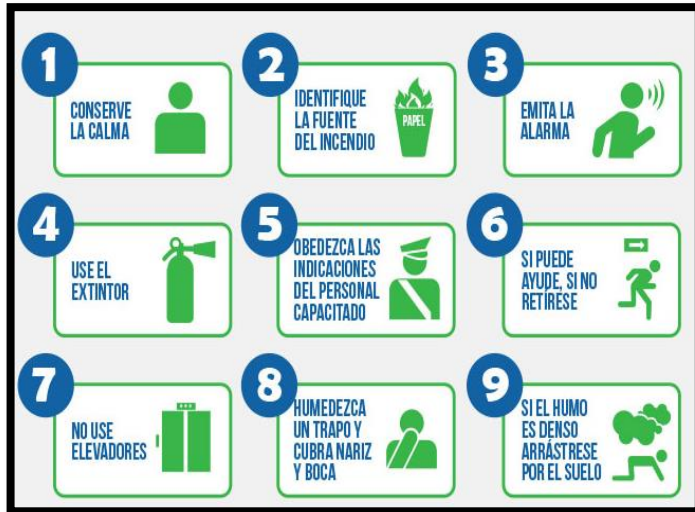 1
CONSERVE
LA CALMA
2
IDENTIFIQUE
LA FUENTE
DEL INCENDIO
PAPEL
3
EMITA LA
ALARMA
4
USE EL
EXTINTOR
5
OBEDEZCA LAS
INDICACIONES
DEL PERSONAL
CAPACITADO
6
SI PUEDE
AYUDE, SI NO
RETÍRESE
7
NO USE
ELEVADORES
8
HUMEDEZCA
UN TRAPO Y
CUBRA NARIZ
Y BOCA
9
SI EL HUMO
ES DENSO
ARRÁSTRESE
POR EL SUELO